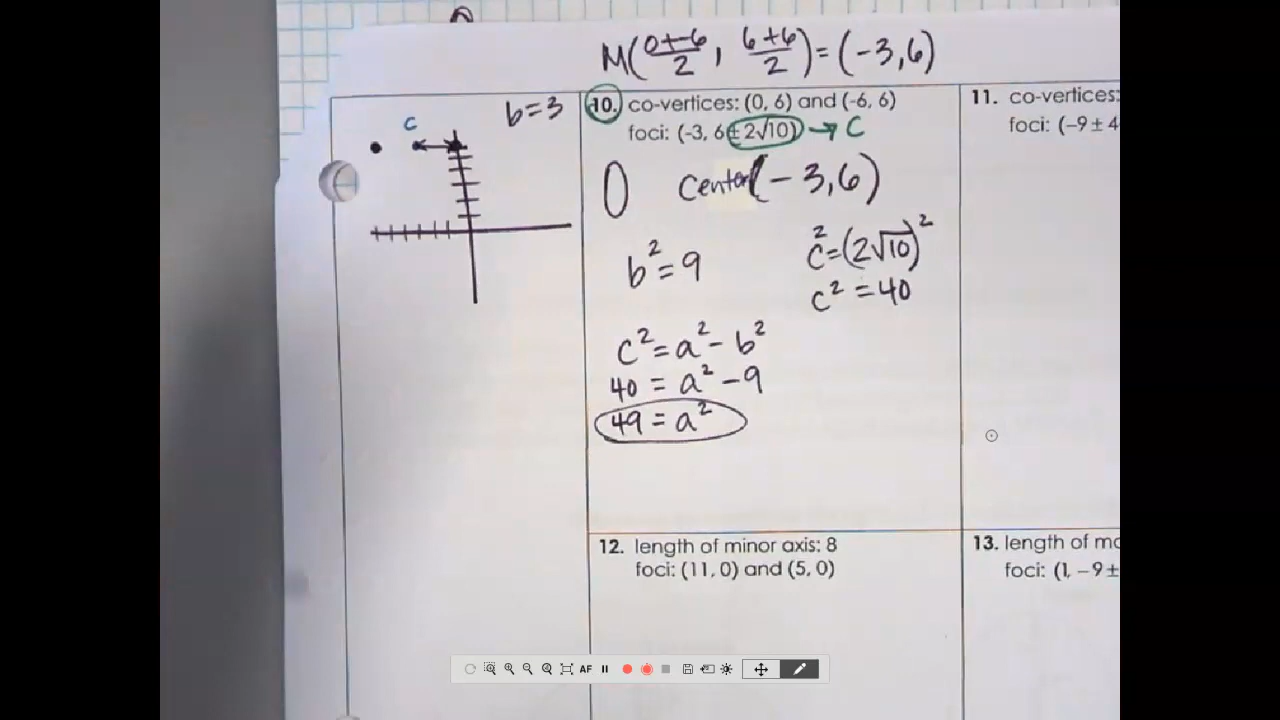 M(0+-6/2, 6+6/2) = (-3,6)
b=3
c
10. co-vertices: (0, 6) and (-6, 6)
foci: (-3, 6±2√10) → C
Center (-3,6)
b²=9
c²=(2√10)²
c²=40
c²=a²-b²
40=a²-9
49=a²
11. co-vertices:
foci: (-9 ± 4
12. length of minor axis: 8
foci: (11, 0) and (5, 0)
13. length of
foci: (1, -9 ±
AF